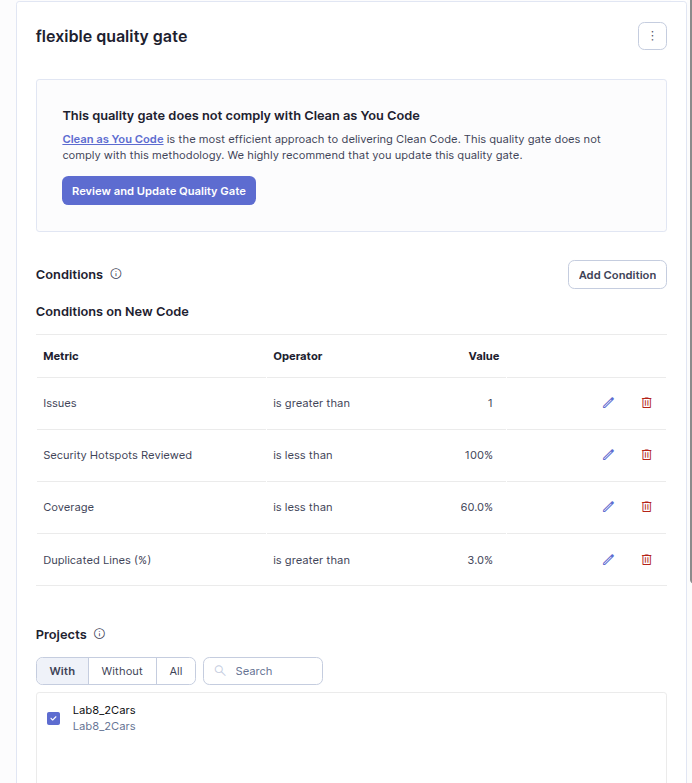 flexible quality gate
This quality gate does not comply with Clean as You Code
Clean as You Code is the most efficient approach to delivering Clean Code. This quality gate does not
comply with this methodology. We highly recommend that you update this quality gate.
Review and Update Quality Gate
Conditions
Add Condition
Conditions on New Code
Metric Operator Value
Issues is greater than 1
Security Hotspots Reviewed is less than 100%
Coverage is less than 60.0%
Duplicated Lines (%) is greater than 3.0%
Projects
With Without All Search
Lab8_2Cars
Lab8_2Cars